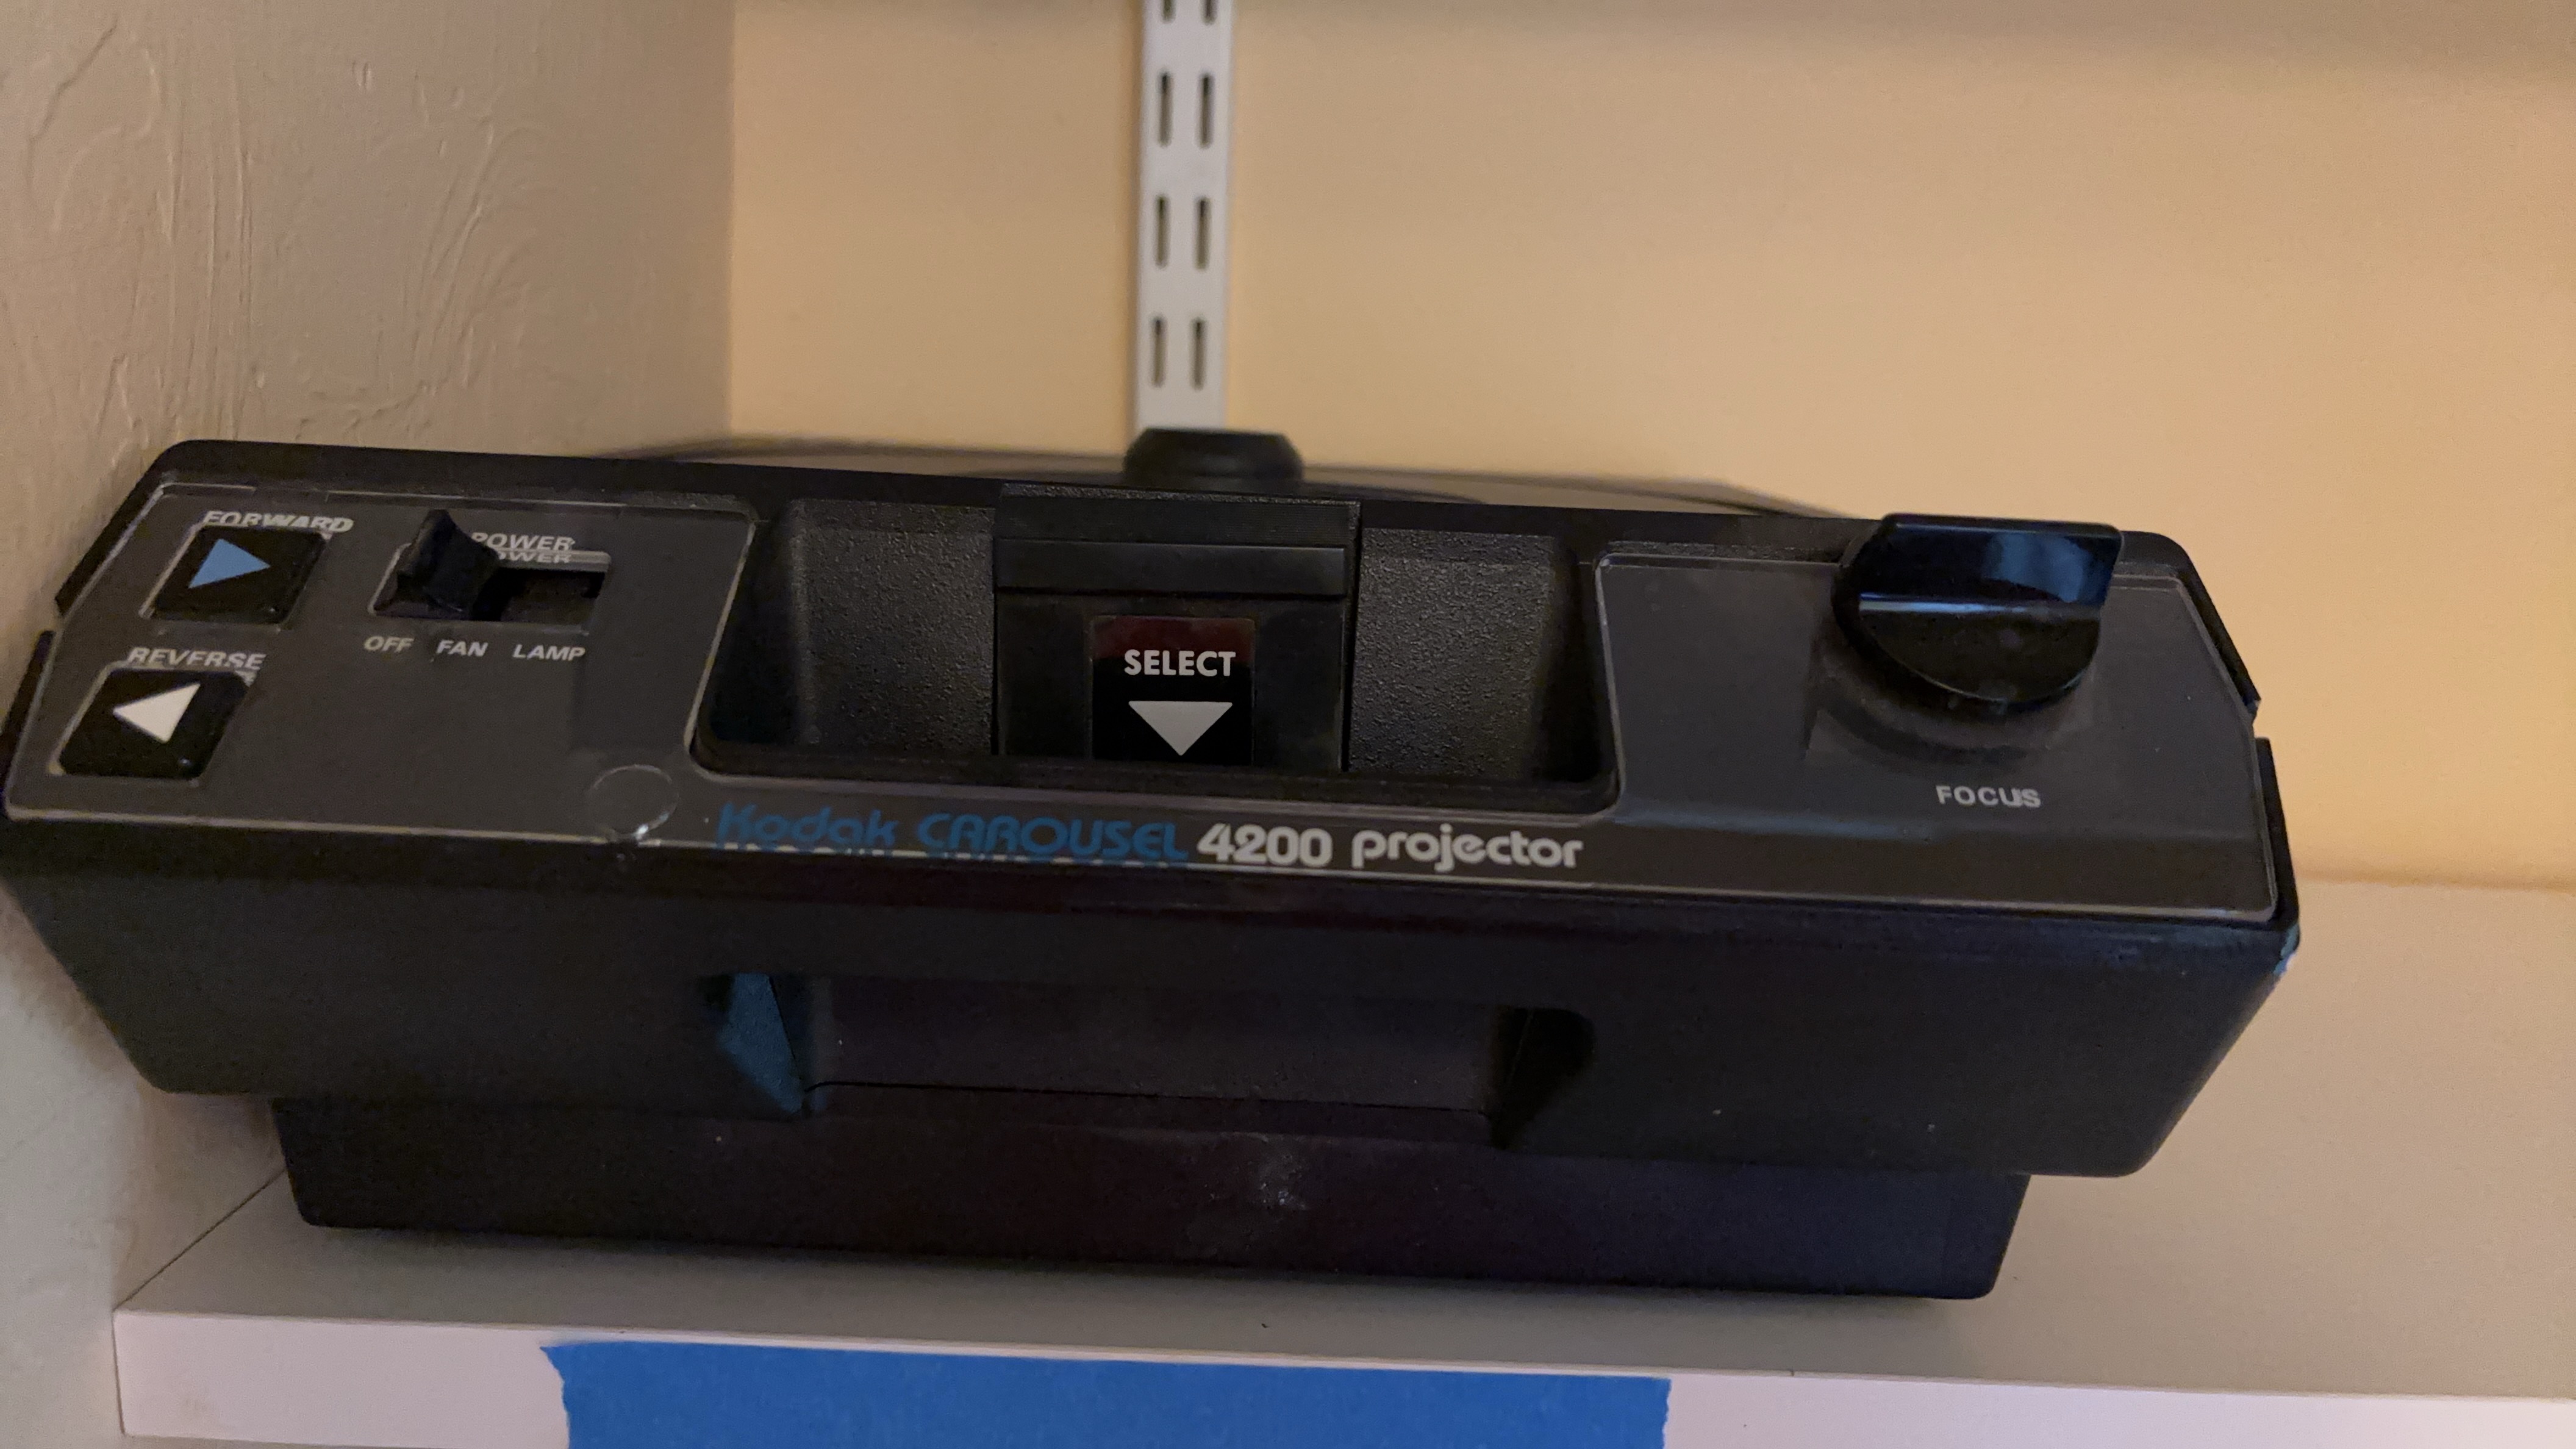 FORWARD
POWER
OFF FAN LAMP
REVERSE
SELECT
FOCUS
Kodak CAROUSEL 4200 projector